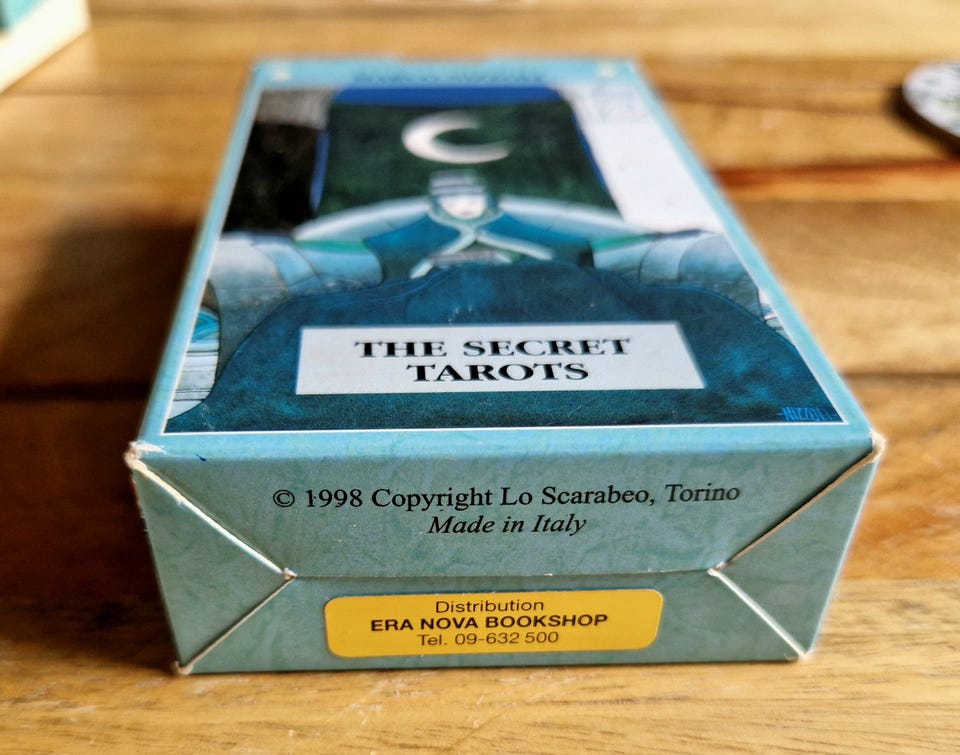 THE SECRET
TAROTS
© 1998 Copyright Lo Scarabeo, Torino
Made in Italy
Distribution
ERA NOVA BOOKSHOP
Tel. 09-632 500